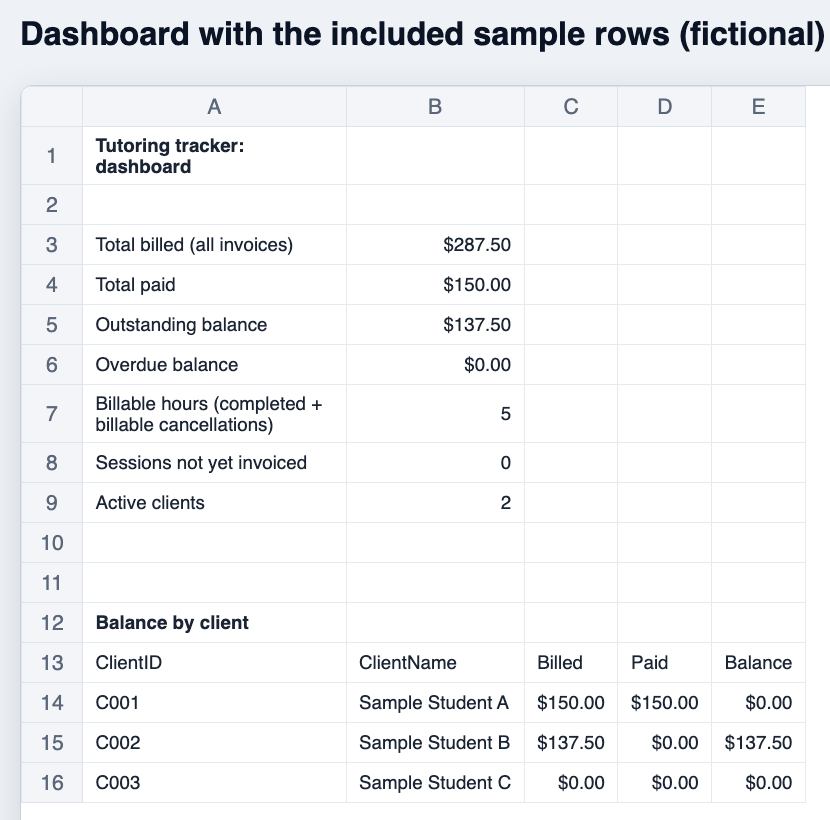 Dashboard with the included sample rows (fictional)
A B C D E
1 Tutoring tracker:
dashboard
2
3 Total billed (all invoices) $287.50
4 Total paid $150.00
5 Outstanding balance $137.50
6 Overdue balance $0.00
7 Billable hours (completed +
billable cancellations) 5
8 Sessions not yet invoiced 0
9 Active clients 2
10
11
12 Balance by client
13 ClientID ClientName Billed Paid Balance
14 C001 Sample Student A $150.00 $150.00 $0.00
15 C002 Sample Student B $137.50 $0.00 $137.50
16 C003 Sample Student C $0.00 $0.00 $0.00